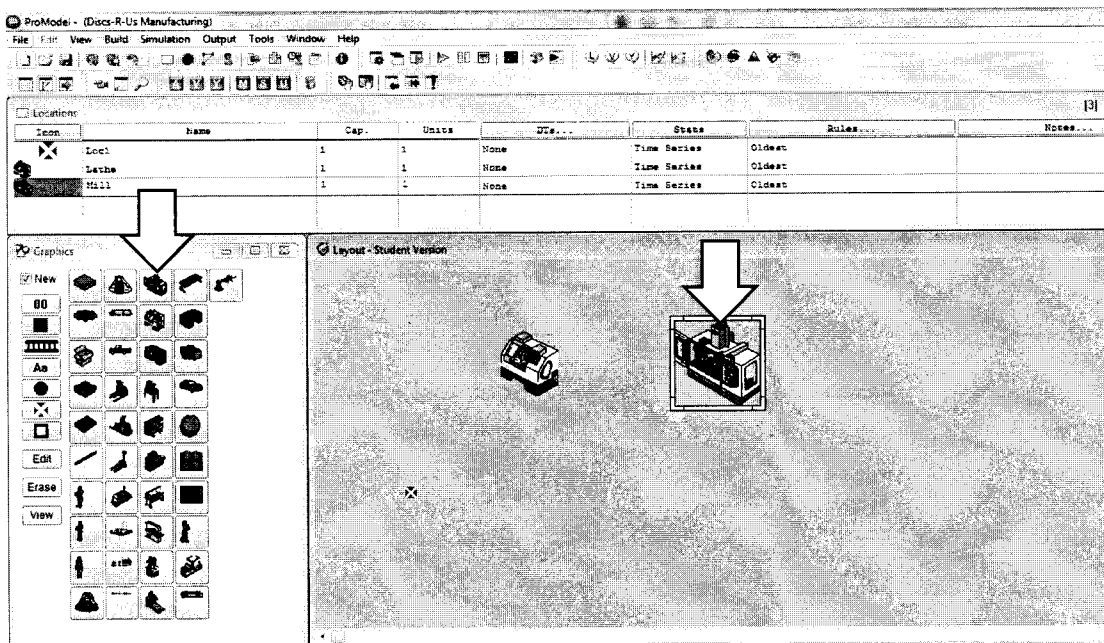 ProModel - (Discs-R-Us Manufacturing)
File Edit View Build Simulation Output Tools Window Help
Locations [3]
Icon Name Cap. Units DTs... Stats Rules... Notes...
Loc1 1 1 None Time Series Oldest
Lathe 1 1 None Time Series Oldest
Mill 1 1 None Time Series Oldest
Graphics
Layout - Student Version
New
00
Aa
Edit
Erase
View